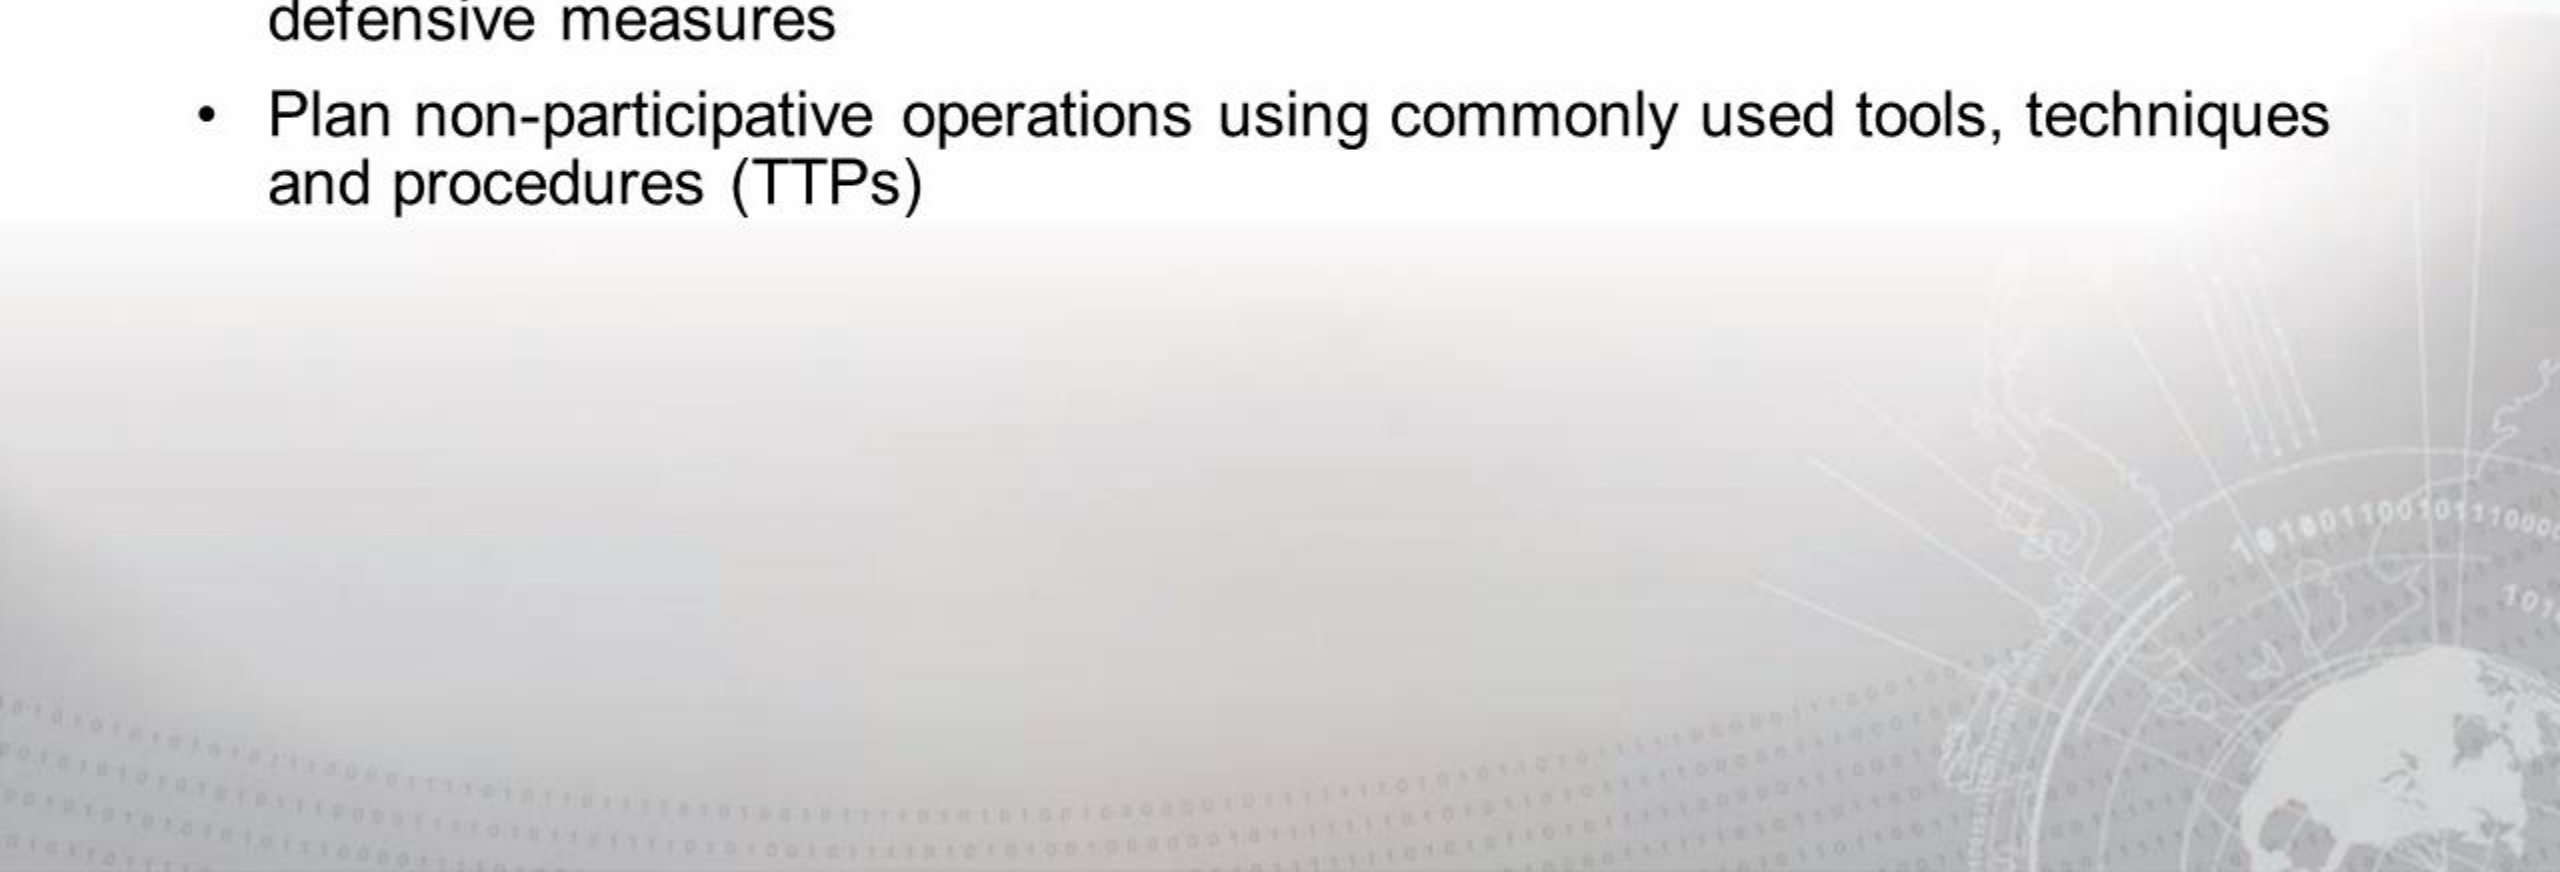 defensive measures
• Plan non-participative operations using commonly used tools, techniques
and procedures (TTPs)